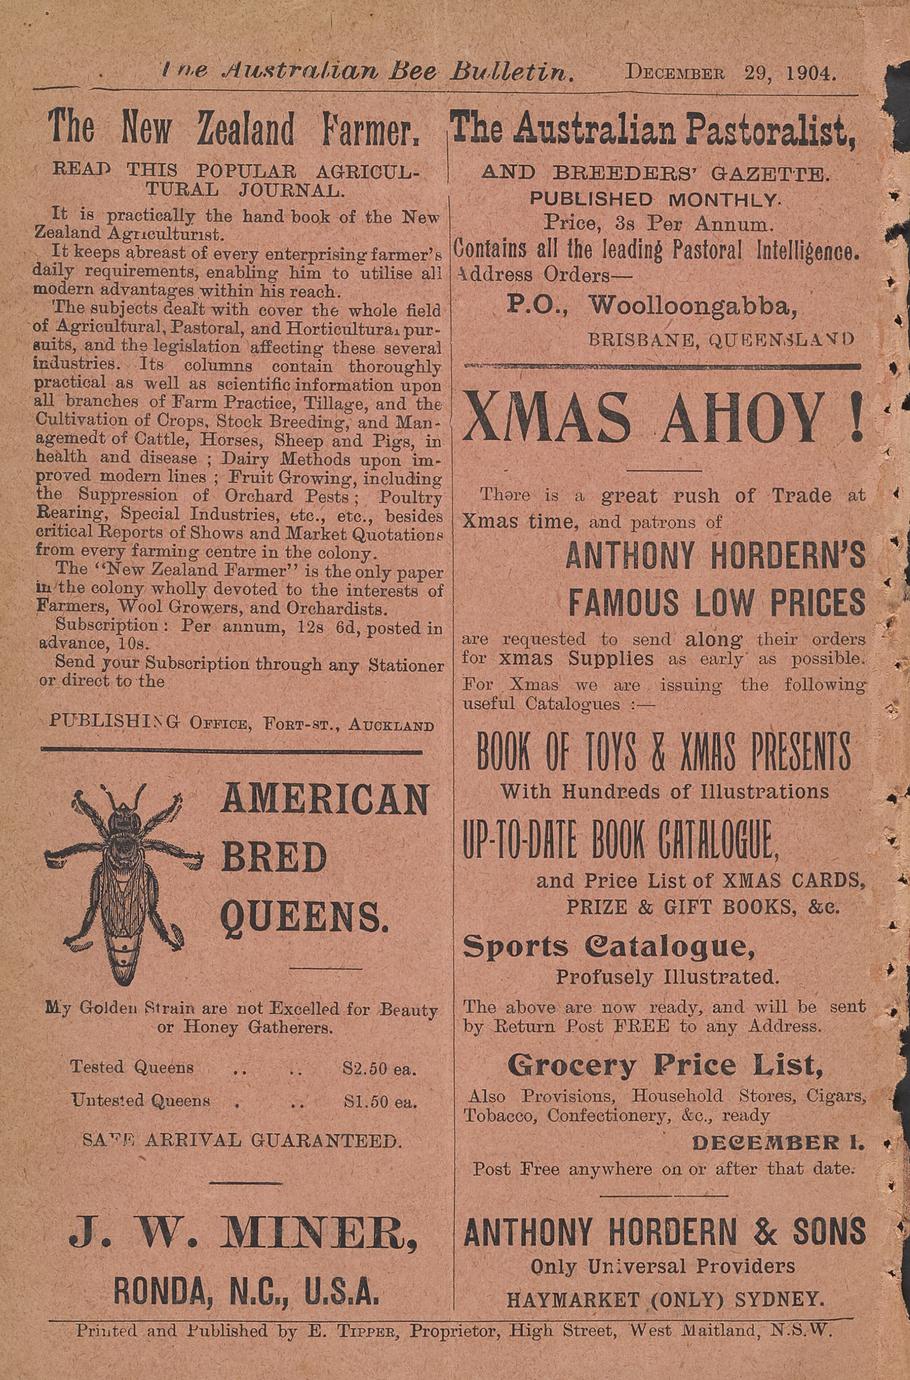 The Australian Bee Bulletin. DECEMBER 29, 1904.
The New Zealand Farmer.
READ THIS POPULAR AGRICUL-
TURAL JOURNAL.
It is practically the hand book of the New
Zealand Agriculturist.
It keeps abreast of every enterprising farmer's
daily requirements, enabling him to utilise all
modern advantages within his reach.
The subjects dealt with cover the whole field
of Agricultural, Pastoral, and Horticultural pur-
suits, and the legislation affecting these several
industries. Its columns contain thoroughly
practical as well as scientific information upon
all branches of Farm Practice, Tillage, and the
Cultivation of Crops, Stock Breeding, and Man-
agemedt of Cattle, Horses, Sheep and Pigs, in
health and disease ; Dairy Methods upon im-
proved modern lines ; Fruit Growing, including
the Suppression of Orchard Pests ; Poultry
Rearing, Special Industries, etc., etc., besides
critical Reports of Shows and Market Quotations
from every farming centre in the colony.
The "New Zealand Farmer" is the only paper
in the colony wholly devoted to the interests of
Farmers, Wool Growers, and Orchardists.
Subscription : Per annum, 12s 6d, posted in
advance, 10s.
Send your Subscription through any Stationer
or direct to the
PUBLISHING OFFICE, FORT-ST., AUCKLAND
AMERICAN
BRED
QUEENS.
My Golden Strain are not Excelled for Beauty
or Honey Gatherers.
Tested Queens .. .. S2.50 ea.
Untested Queens . .. S1.50 ea.
SAFE ARRIVAL GUARANTEED.
J. W. MINER,
RONDA, N.C., U.S.A.
The Australian Pastoralist,
AND BREEDERS' GAZETTE.
PUBLISHED MONTHLY.
Price, 3s Per Annum.
Contains all the leading Pastoral Intelligence.
Address Orders—
P.O., Woolloongabba,
BRISBANE, QUEENSLAND
XMAS AHOY !
There is a great rush of Trade at
Xmas time, and patrons of
ANTHONY HORDERN'S
FAMOUS LOW PRICES
are requested to send along their orders
for xmas Supplies as early as possible.
For Xmas we are issuing the following
useful Catalogues :—
BOOK OF TOYS & XMAS PRESENTS
With Hundreds of Illustrations
UP-TO-DATE BOOK CATALOGUE,
and Price List of XMAS CARDS,
PRIZE & GIFT BOOKS, &c.
Sports Catalogue,
Profusely Illustrated.
The above are now ready, and will be sent
by Return Post FREE to any Address.
Grocery Price List,
Also Provisions, Household Stores, Cigars,
Tobacco, Confectionery, &c., ready
DECEMBER 1.
Post Free anywhere on or after that date.
ANTHONY HORDERN & SONS
Only Universal Providers
HAYMARKET (ONLY) SYDNEY.
Printed and Published by E. TIPPER, Proprietor, High Street, West Maitland, N.S.W.